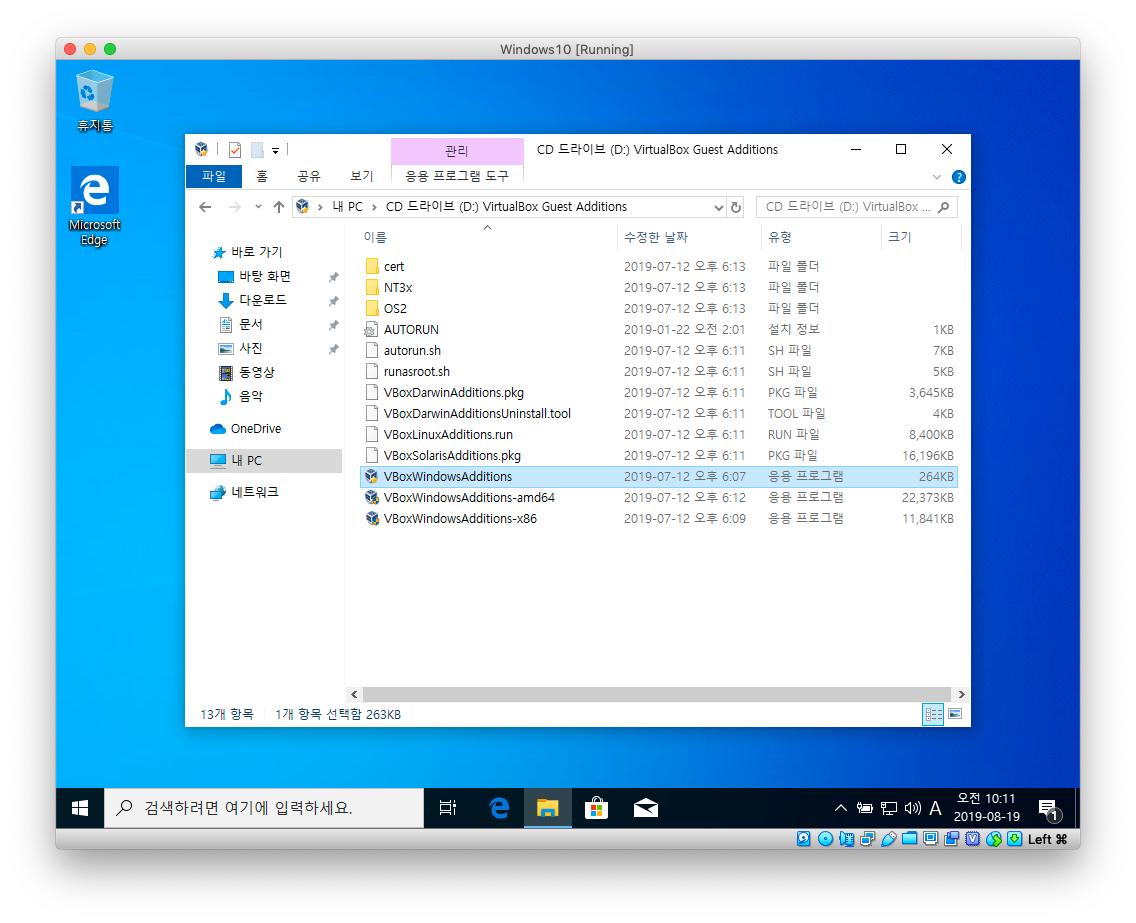 Windows10 [Running]
휴지통
Microsoft
Edge
관리
CD 드라이브 (D:) VirtualBox Guest Additions
파일 홈 공유 보기 응용 프로그램 도구
내 PC CD 드라이브 (D:) VirtualBox Guest Additions
CD 드라이브 (D:) VirtualBox ...
바로 가기
바탕 화면
다운로드
문서
사진
동영상
음악
OneDrive
내 PC
네트워크
이름 수정한 날짜 유형 크기
cert 2019-07-12 오후 6:13 파일 폴더
NT3x 2019-07-12 오후 6:13 파일 폴더
OS2 2019-07-12 오후 6:13 파일 폴더
AUTORUN 2019-01-22 오전 2:01 설치 정보 1KB
autorun.sh 2019-07-12 오후 6:11 SH 파일 7KB
runasroot.sh 2019-07-12 오후 6:11 SH 파일 5KB
VBoxDarwinAdditions.pkg 2019-07-12 오후 6:11 PKG 파일 3,645KB
VBoxDarwinAdditionsUninstall.tool 2019-07-12 오후 6:11 TOOL 파일 4KB
VBoxLinuxAdditions.run 2019-07-12 오후 6:11 RUN 파일 8,400KB
VBoxSolarisAdditions.pkg 2019-07-12 오후 6:11 PKG 파일 16,196KB
VBoxWindowsAdditions 2019-07-12 오후 6:07 응용 프로그램 264KB
VBoxWindowsAdditions-amd64 2019-07-12 오후 6:12 응용 프로그램 22,373KB
VBoxWindowsAdditions-x86 2019-07-12 오후 6:09 응용 프로그램 11,841KB
13개 항목 1개 항목 선택함 263KB
검색하려면 여기에 입력하세요.
A
오전 10:11
2019-08-19
1
Left ⌘